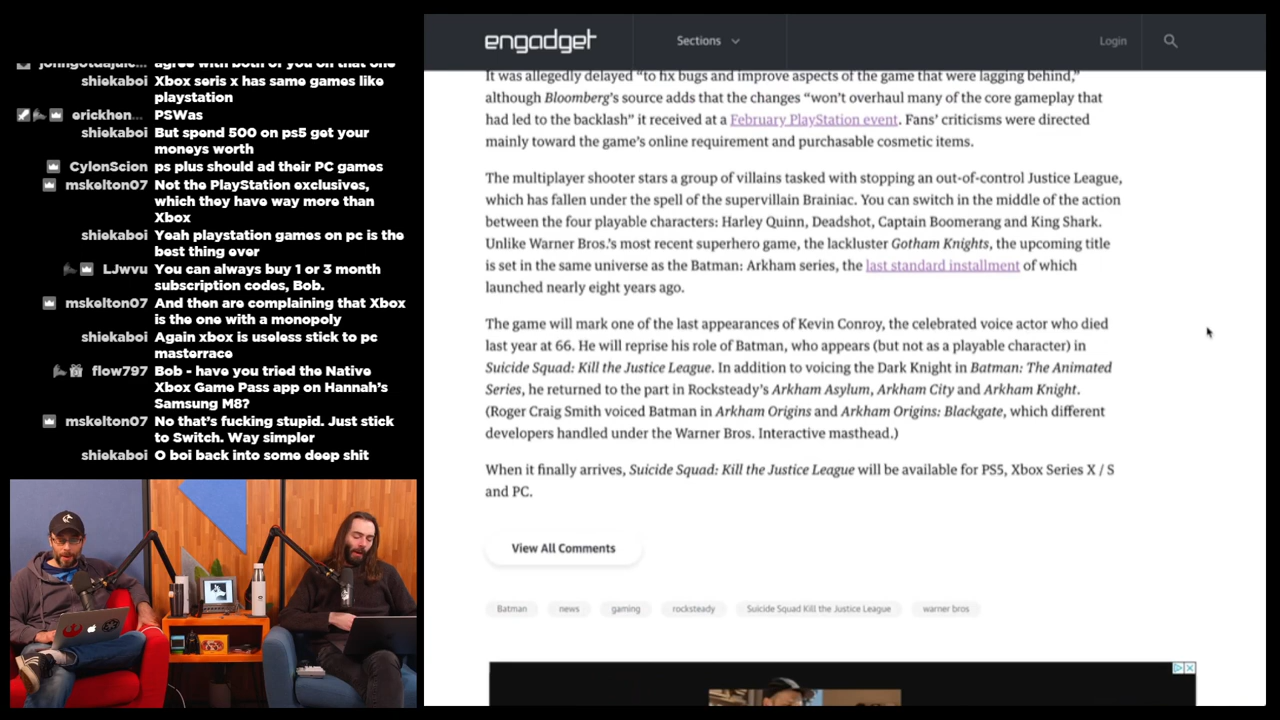 agree with both of you on that one
shiekaboi Xbox seris x has same games like
playstation
erickhen... PSWas
shiekaboi But spend 500 on ps5 get your
moneys worth
CylonScion ps plus should ad their PC games
mskelton07 Not the PlayStation exclusives,
which they have way more than
Xbox
shiekaboi Yeah playstation games on pc is the
best thing ever
LJwvu You can always buy 1 or 3 month
subscription codes, Bob.
mskelton07 And then are complaining that Xbox
is the one with a monopoly
shiekaboi Again xbox is useless stick to pc
masterrace
flow797 Bob - have you tried the Native
Xbox Game Pass app on Hannah's
Samsung M8?
mskelton07 No that's fucking stupid. Just stick
to Switch. Way simpler
shiekaboi O boi back into some deep shit
engadget
Sections
Login
It was allegedly delayed "to fix bugs and improve aspects of the game that were lagging behind,"
although Bloomberg's source adds that the changes "won't overhaul many of the core gameplay that
had led to the backlash" it received at a February PlayStation event. Fans' criticisms were directed
mainly toward the game's online requirement and purchasable cosmetic items.
The multiplayer shooter stars a group of villains tasked with stopping an out-of-control Justice League,
which has fallen under the spell of the supervillain Brainiac. You can switch in the middle of the action
between the four playable characters: Harley Quinn, Deadshot, Captain Boomerang and King Shark.
Unlike Warner Bros.'s most recent superhero game, the lackluster Gotham Knights, the upcoming title
is set in the same universe as the Batman: Arkham series, the last standard installment of which
launched nearly eight years ago.
The game will mark one of the last appearances of Kevin Conroy, the celebrated voice actor who died
last year at 66. He will reprise his role of Batman, who appears (but not as a playable character) in
Suicide Squad: Kill the Justice League. In addition to voicing the Dark Knight in Batman: The Animated
Series, he returned to the part in Rocksteady's Arkham Asylum, Arkham City and Arkham Knight.
(Roger Craig Smith voiced Batman in Arkham Origins and Arkham Origins: Blackgate, which different
developers handled under the Warner Bros. Interactive masthead.)
When it finally arrives, Suicide Squad: Kill the Justice League will be available for PS5, Xbox Series X / S
and PC.
View All Comments
Batman
news
gaming
rocksteady
Suicide Squad Kill the Justice League
warner bros